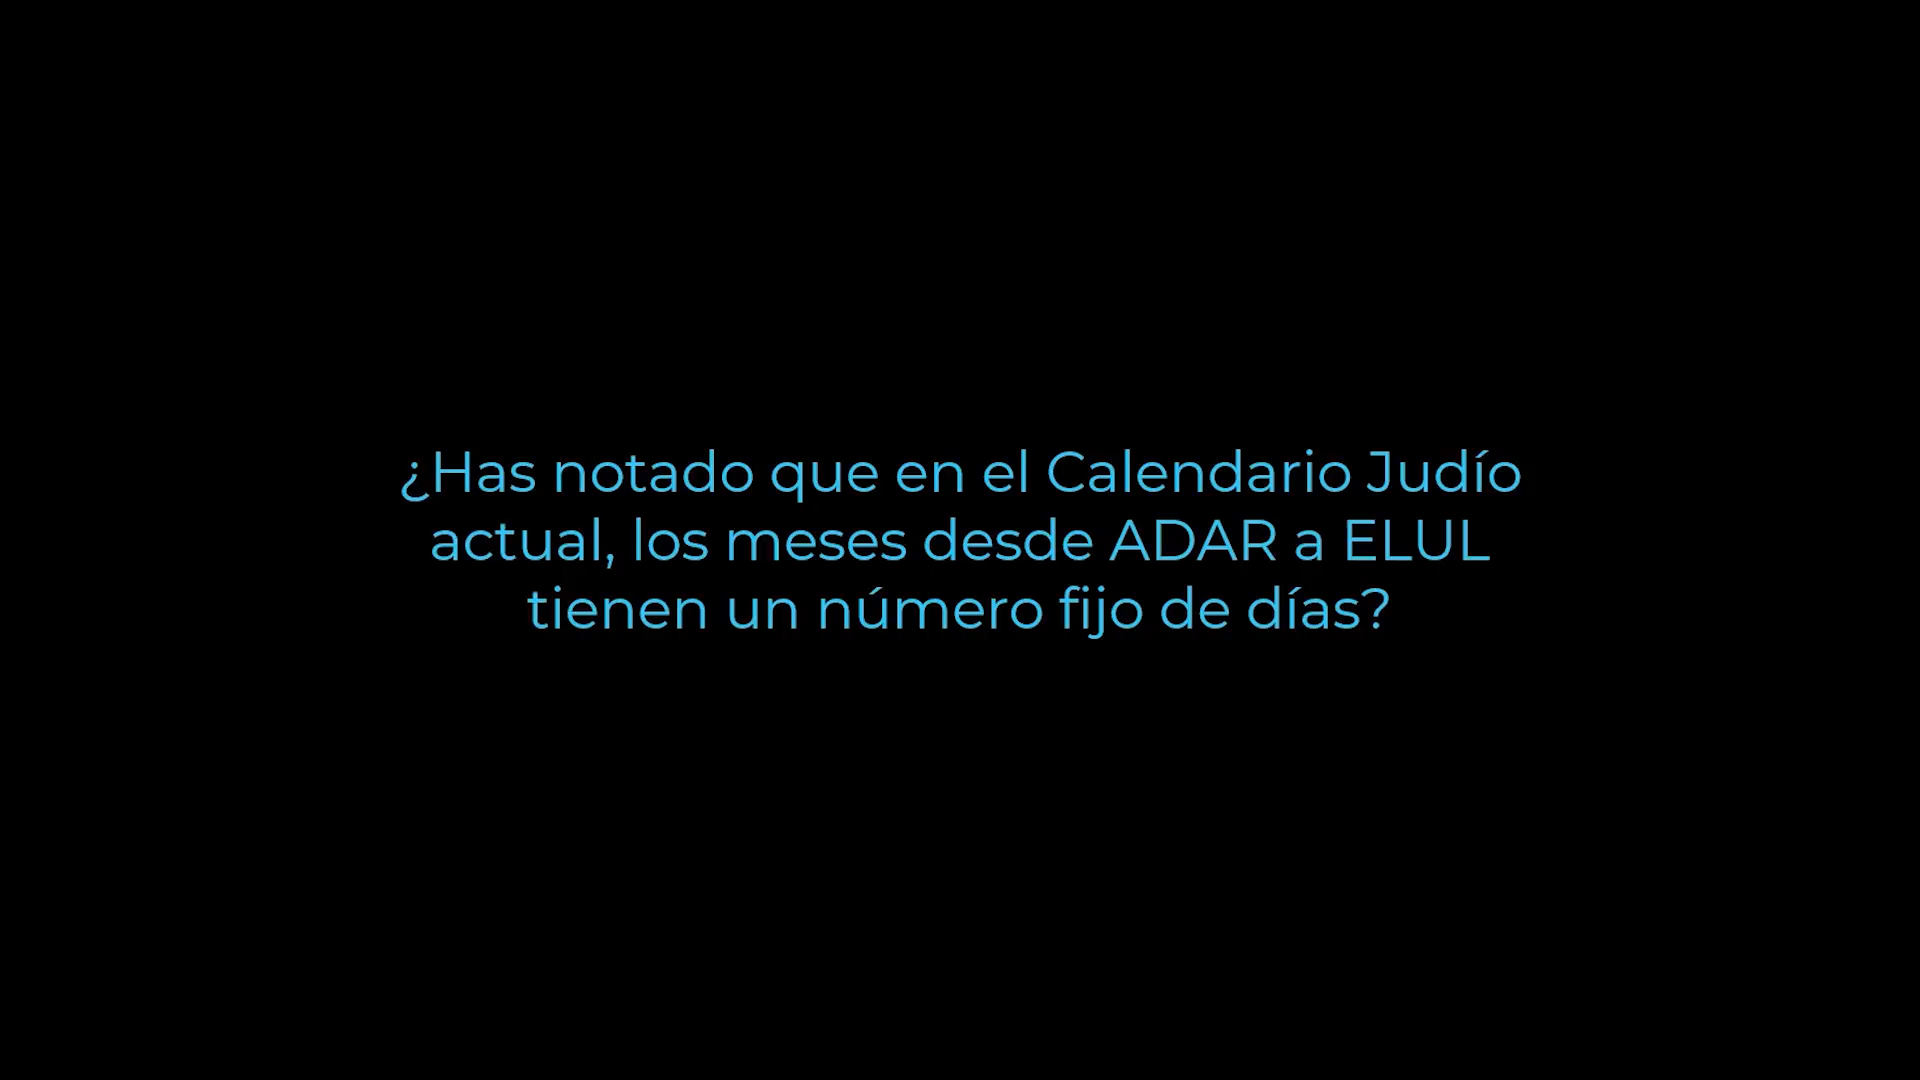 ¿Has notado que en el Calendario Judío
actual, los meses desde ADAR a ELUL
tienen un número fijo de días?